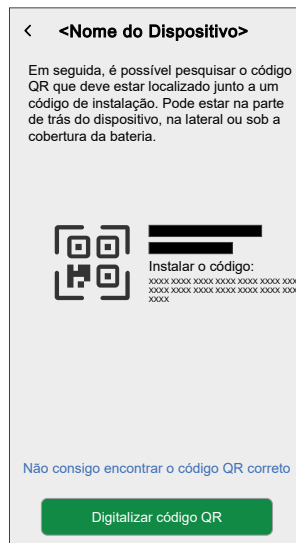 <Nome do Dispositivo>
Em seguida, é possível pesquisar o código
QR que deve estar localizado junto a um
código de instalação. Pode estar na parte
de trás do dispositivo, na lateral ou sob a
cobertura da bateria.
Instalar o código:
xxxx xxxx xxxx xxxx xxxx xxxx xxx
xxxx xxxx xxxx xxxx xxxx xxxx xxx
xxxx
Não consigo encontrar o código QR correto
Digitalizar código QR